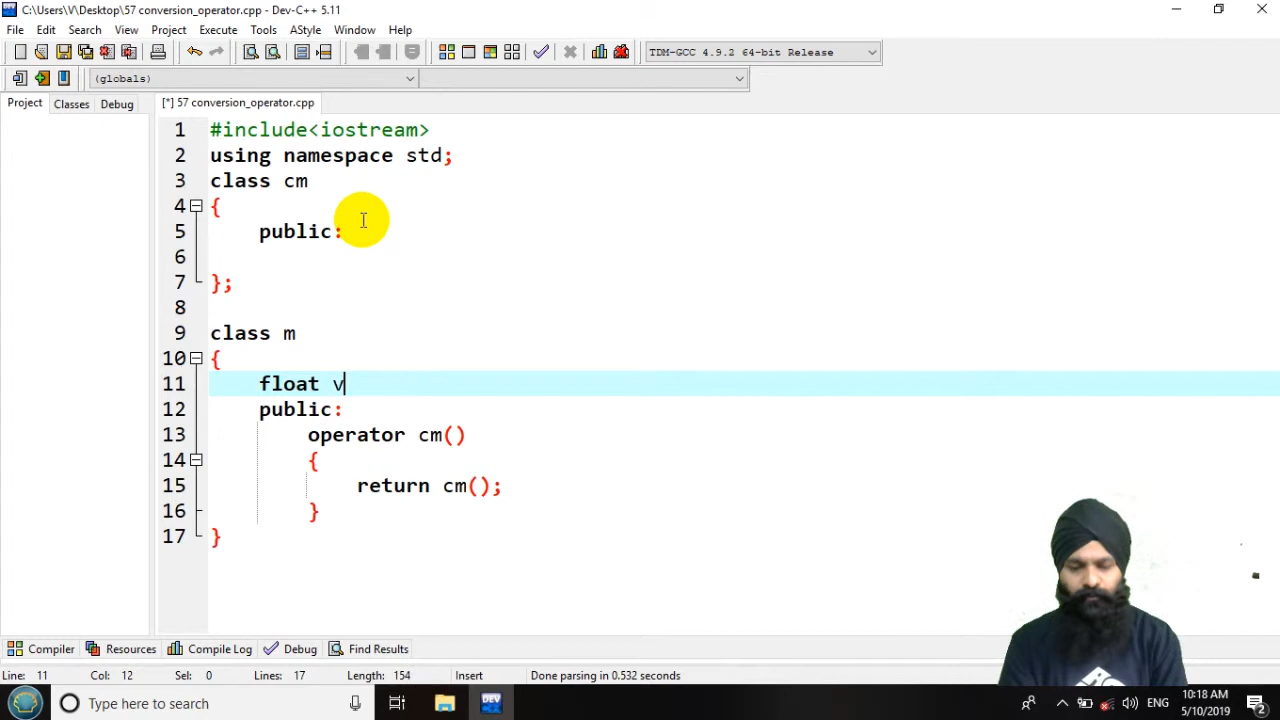 C:\Users\V\Desktop\57 conversion_operator.cpp - Dev-C++ 5.11
File Edit Search View Project Execute Tools AStyle Window Help
TDM-GCC 4.9.2 64-bit Release
(globals)
Project Classes Debug [*] 57 conversion_operator.cpp
1 #include<iostream>
2 using namespace std;
3 class cm
4 {
5 public:
6
7 };
8
9 class m
10 {
11 float v
12 public:
13 operator cm()
14 {
15 return cm();
16 }
17 }
Compiler Resources Compile Log Debug Find Results
Line: 11 Col: 12 Sel: 0 Lines: 17 Length: 154 Insert Done parsing in 0.532 seconds
DEV
Type here to search ENG 10:18 AM
5/10/2019 2